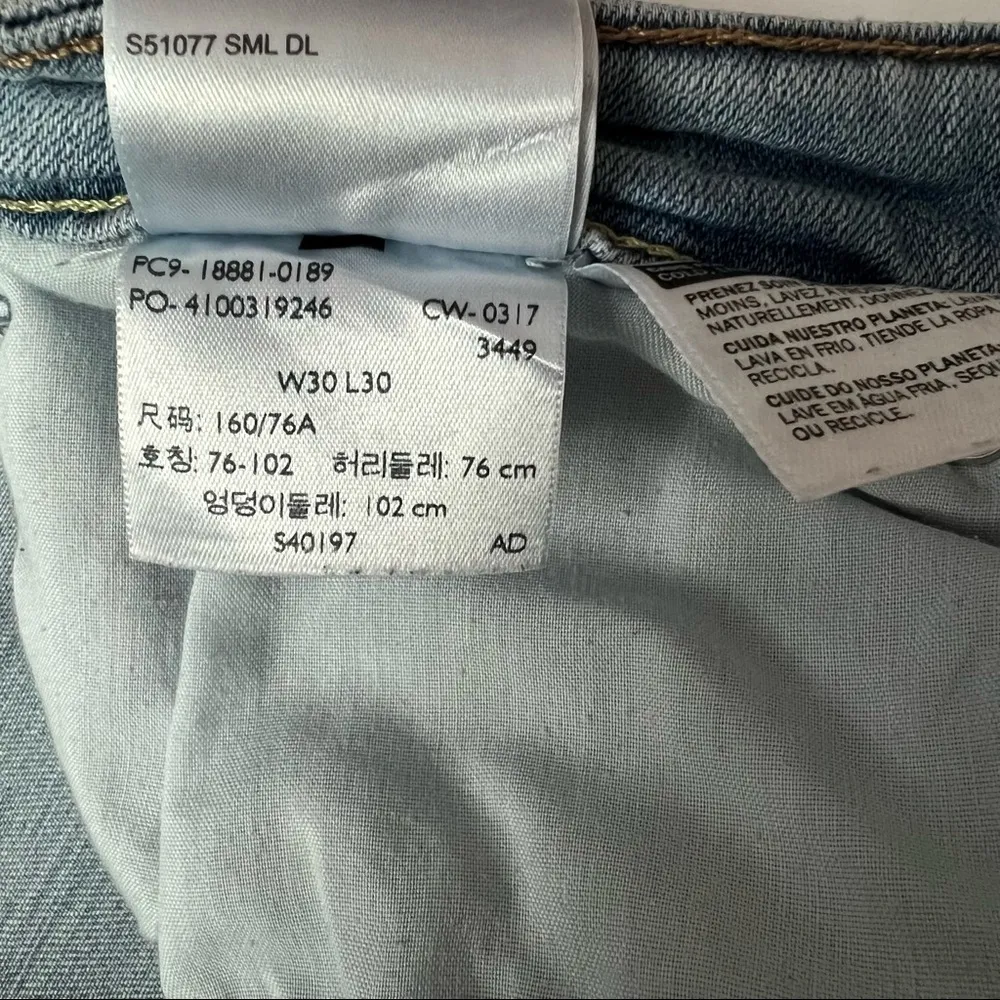 S51077 SML DL
PC9-18881-0189
PO-4100319246 CW-0317
3449
W30 L30
尺码: 160/76A
호칭: 76-102 허리둘레: 76 cm
엉덩이둘레: 102 cm
S40197 AD
PRENEZ
MOINS, LAVEZ
NATURELLEMENT,
CUIDA NUESTRO PLANETA: LAVA
LAVA EN FRIO, TIENDE LA ROPA
RECICLA.
CUIDE DO NOSSO PLANETA:
LAVE EM ÁGUA FRIA,
OU RECICLE.